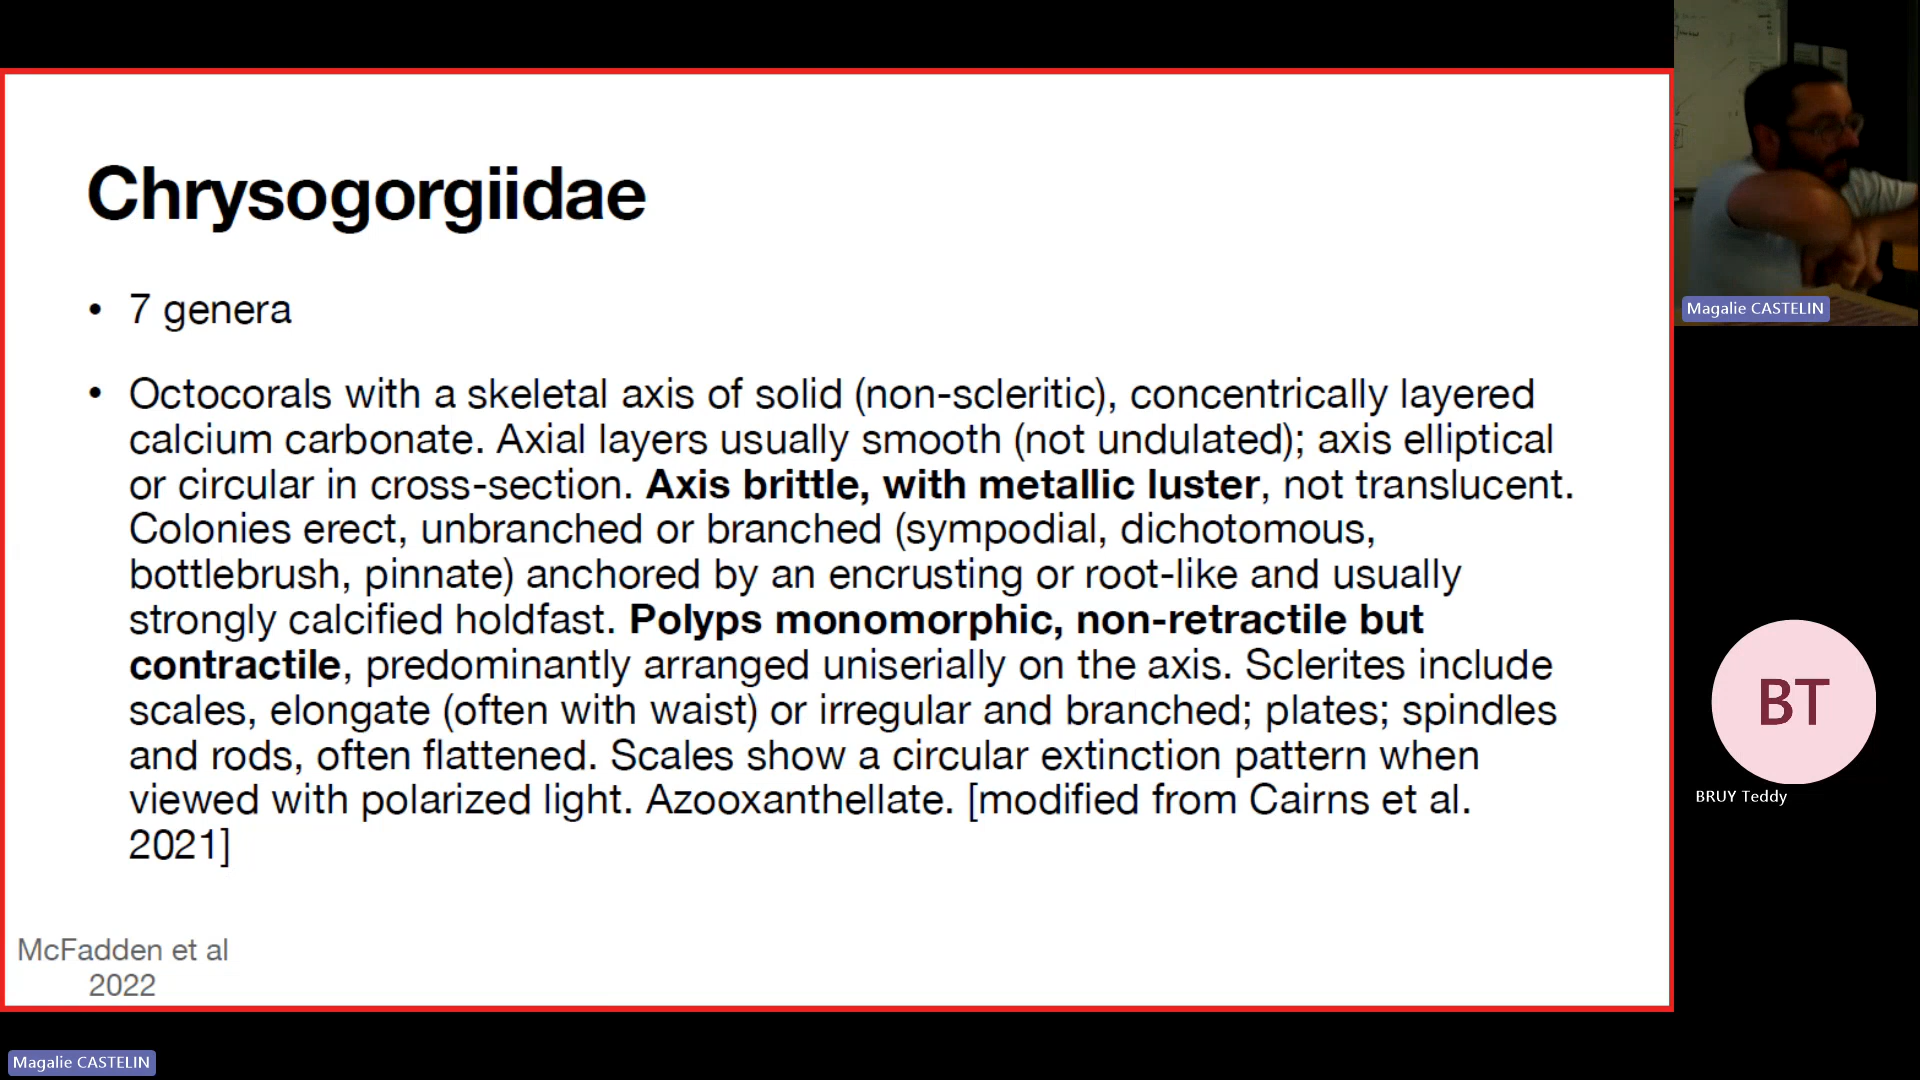 Chrysogorgiidae
• 7 genera
• Octocorals with a skeletal axis of solid (non-scleritic), concentrically layered
calcium carbonate. Axial layers usually smooth (not undulated); axis elliptical
or circular in cross-section. Axis brittle, with metallic luster, not translucent.
Colonies erect, unbranched or branched (sympodial, dichotomous,
bottlebrush, pinnate) anchored by an encrusting or root-like and usually
strongly calcified holdfast. Polyps monomorphic, non-retractile but
contractile, predominantly arranged uniserially on the axis. Sclerites include
scales, elongate (often with waist) or irregular and branched; plates; spindles
and rods, often flattened. Scales show a circular extinction pattern when
viewed with polarized light. Azooxanthellate. [modified from Cairns et al.
2021]
McFadden et al
2022
Magalie CASTELIN
BT
BRUY Teddy
Magalie CASTELIN